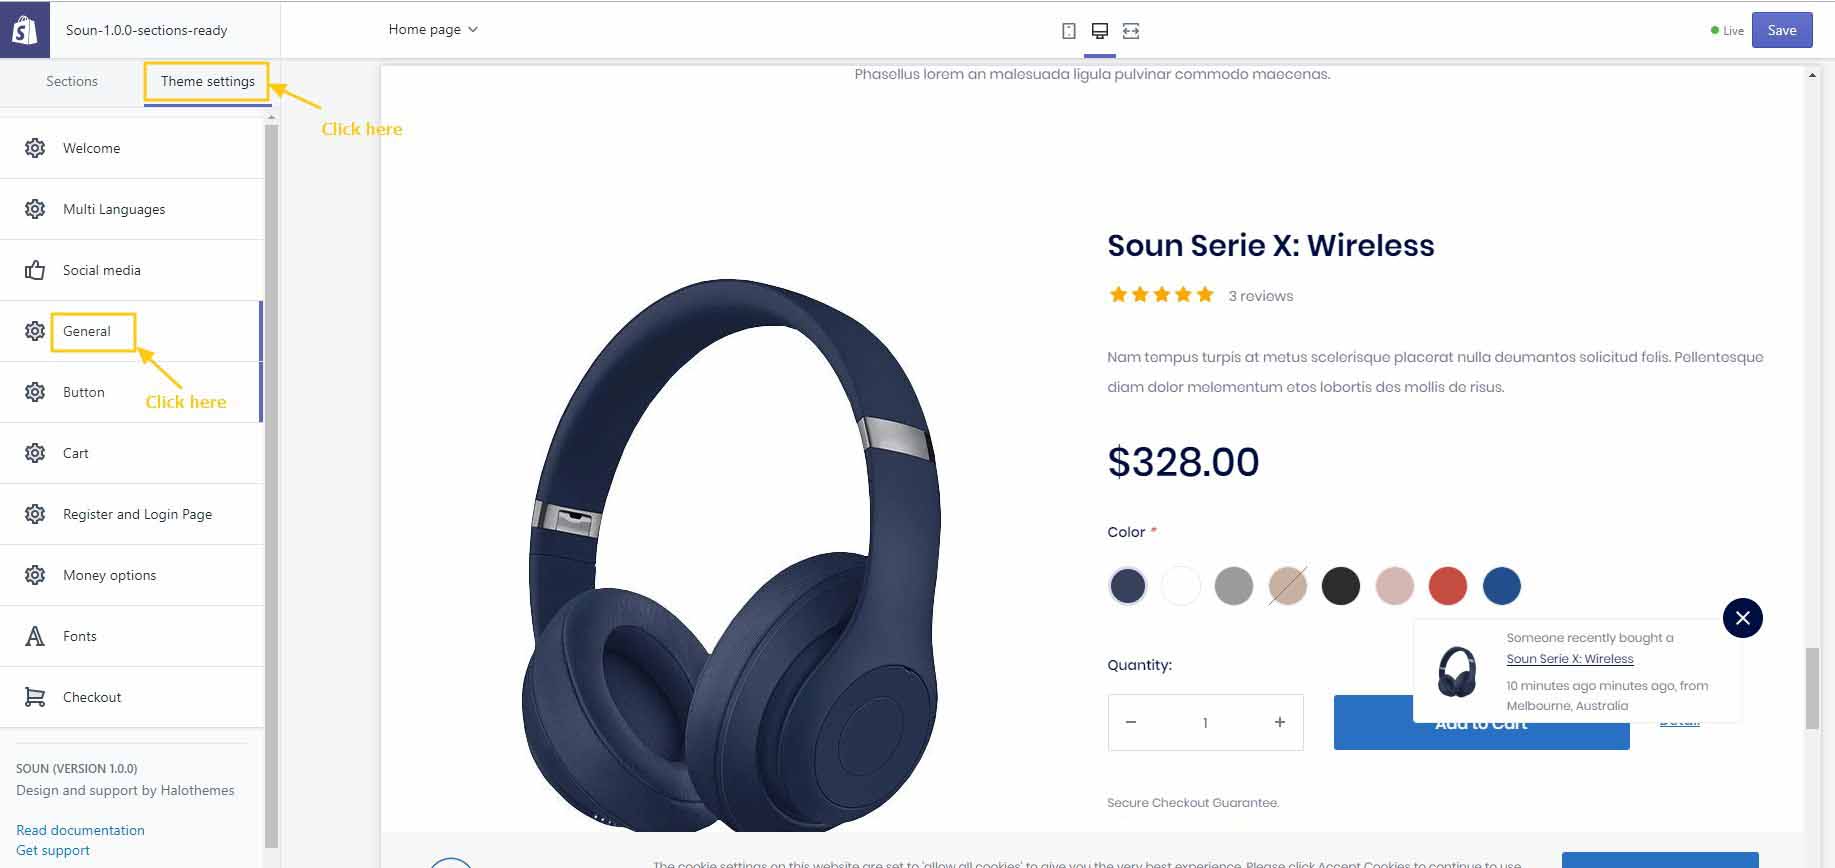 Soun-1.0.0-sections-ready
Home page
Live
Save
Sections
Theme settings
Click here
Welcome
Multi Languages
Social media
General
Click here
Button
Cart
Register and Login Page
Money options
Fonts
Checkout
SOUN (VERSION 1.0.0)
Design and support by Halothemes
Read documentation
Get support
Phasellus lorem an malesuada ligula pulvinar commodo maecenas.
Soun Serie X: Wireless
3 reviews
Nam tempus turpis at metus scelerisque placerat nulla deumantos solicitud felis. Pellentesque
diam dolor melementum etos lobortis des mollis de risus.
$328.00
Color *
Someone recently bought a
Soun Serie X: Wireless
10 minutes ago minutes ago, from
Melbourne, Australia
Quantity:
1
Add to Cart
Detail
Secure Checkout Guarantee.
The cookie settings on this website are set to 'allow all cookies' to give you the very best experience. Please click Accept Cookies to continue to use